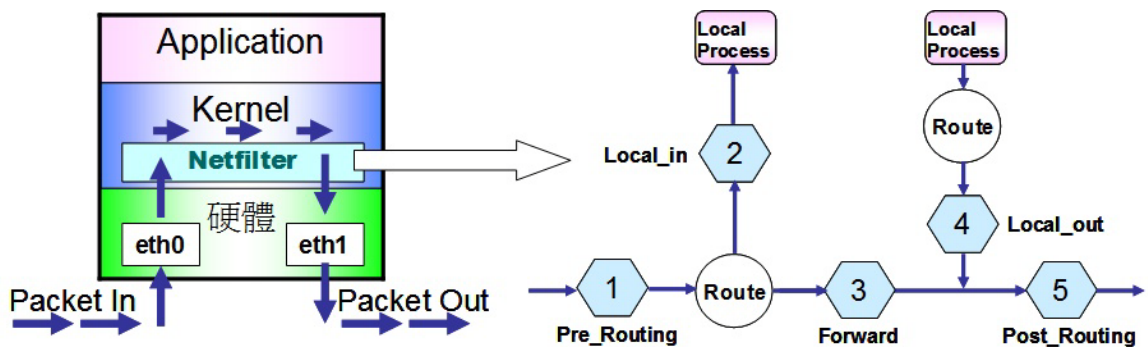 Application
Kernel
Netfilter
硬體
eth0
eth1
Packet In
Packet Out
Local
Process
Local
Process
Route
2
Local_in
4
Local_out
1
Route
3
5
Pre_Routing
Forward
Post_Routing